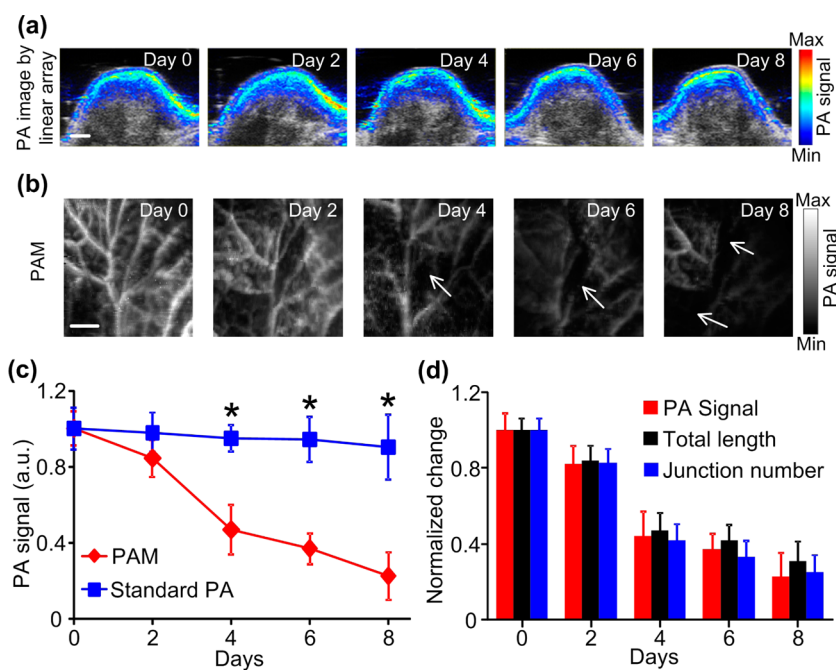 (a)
PA image by
linear array
Day 0
Day 2
Day 4
Day 6
Day 8
Max
PA signal
Min
(b)
PAM
Day 0
Day 2
Day 4
Day 6
Day 8
Max
PA signal
Min
(c)
PA signal (a.u.)
1.2
0.8
0.4
0
* * *
PAM
Standard PA
0 2 4 6 8
Days
(d)
Normalized change
1.2
0.8
0.4
0
PA Signal
Total length
Junction number
0 2 4 6 8
Days